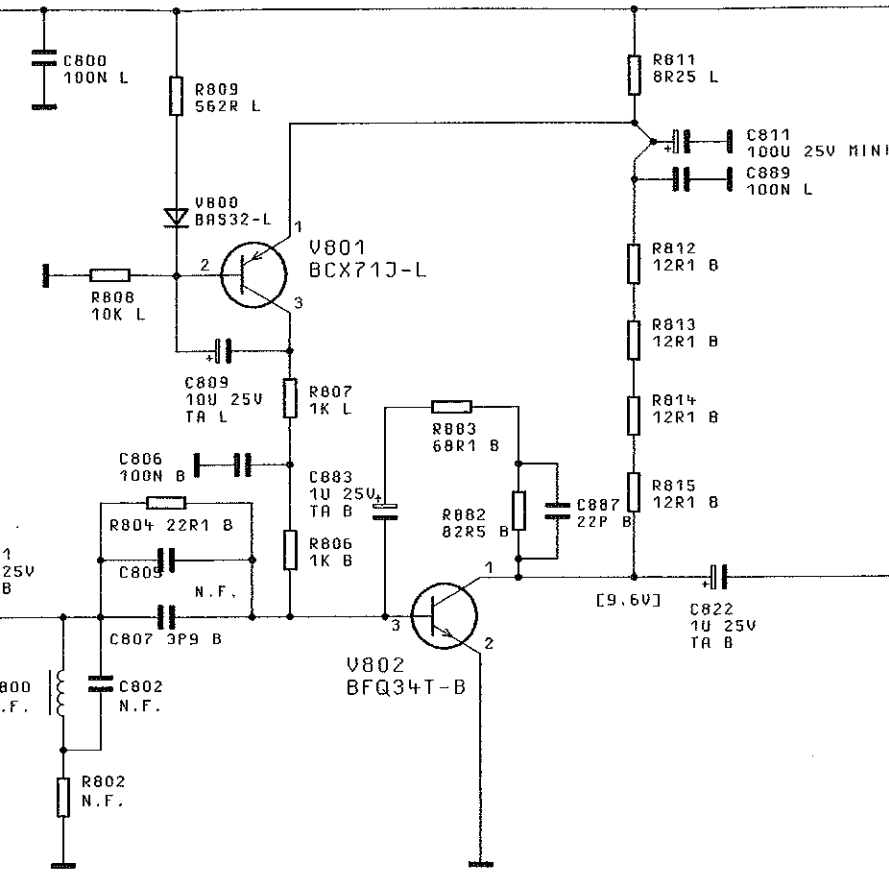 C800
100N L
R809
562R L
R811
8R25 L
C811
100U 25V MINI
C889
100N L
V800
BAS32-L
1
2
3
V801
BCX71J-L
R808
10K L
R812
12R1 B
R813
12R1 B
C809
10U 25V
TA L
R807
1K L
R814
12R1 B
R883
68R1 B
C806
100N B
C883
1U 25V+
TA B
R815
12R1 B
R882
82R5 B
C887
22P B
R804 22R1 B
R806
1K B
1
25V
B
C805
N.F.
C807 3P9 B
1
3
2
[9.6V]
C822
1U 25V
TA B
V802
BFQ34T-B
800
.F.
C802
N.F.
R802
N.F.